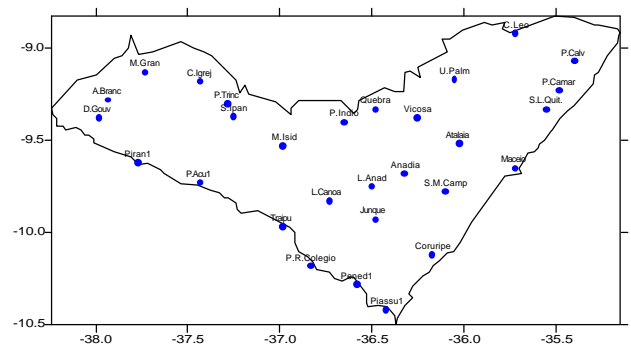 C.Leo
-9.0
P.Calv
M.Gran
C.Igrej
U.Palm
P.Camar
A.Branc
P.Trinc
Quebra
S.L.Quit.
D.Gouv
S.Ipan
P.Indio
Vicosa
-9.5
M.Isid
Atalaia
Piran1
Maceio
P.Acu1
L.Anad
Anadia
S.M.Camp
L.Canoa
Junque
Traipu
-10.0
Coruripe
P.R.Colegio
Pened1
Piassu1
-10.5
-38.0 -37.5 -37.0 -36.5 -36.0 -35.5